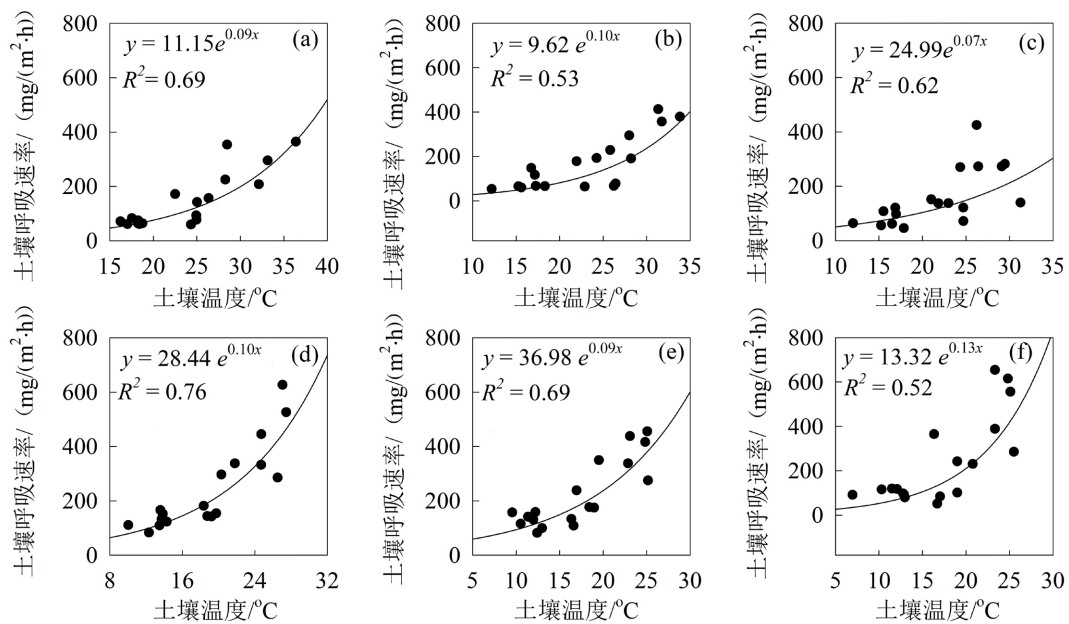 土壤呼吸速率/（mg/(m²·h)）
800
600
400
200
0
y = 11.15e^0.09x
R² = 0.69
(a)
15 20 25 30 35 40
土壤温度/°C
土壤呼吸速率/（mg/(m²·h)）
800
600
400
200
0
y = 9.62 e^0.10x
R² = 0.53
(b)
10 15 20 25 30 35
土壤温度/°C
土壤呼吸速率/（mg/(m²·h)）
800
600
400
200
0
y = 24.99e^0.07x
R² = 0.62
(c)
10 15 20 25 30 35
土壤温度/°C
土壤呼吸速率/（mg/(m²·h)）
800
600
400
200
0
y = 28.44 e^0.10x
R² = 0.76
(d)
8 16 24 32
土壤温度/°C
土壤呼吸速率/（mg/(m²·h)）
800
600
400
200
0
y = 36.98 e^0.09x
R² = 0.69
(e)
5 10 15 20 25 30
土壤温度/°C
土壤呼吸速率/（mg/(m²·h)）
800
600
400
200
0
y = 13.32 e^0.13x
R² = 0.52
(f)
5 10 15 20 25 30
土壤温度/°C